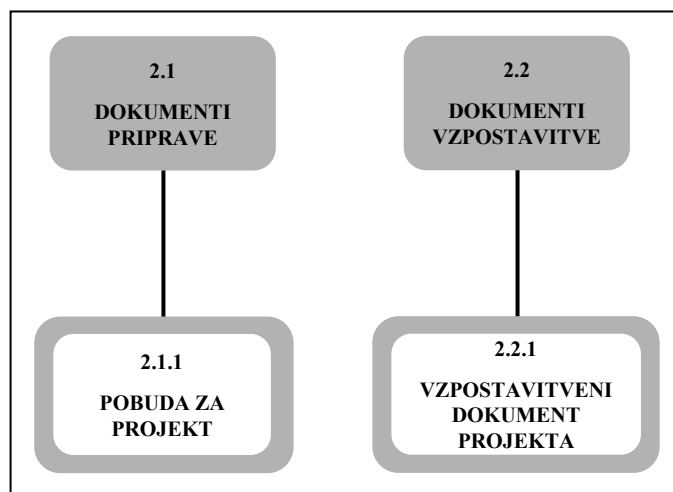 2.1
DOKUMENTI
PRIPRAVE
2.2
DOKUMENTI
VZPOSTAVITVE
2.1.1
POBUDA ZA
PROJEKT
2.2.1
VZPOSTAVITVENI
DOKUMENT
PROJEKTA